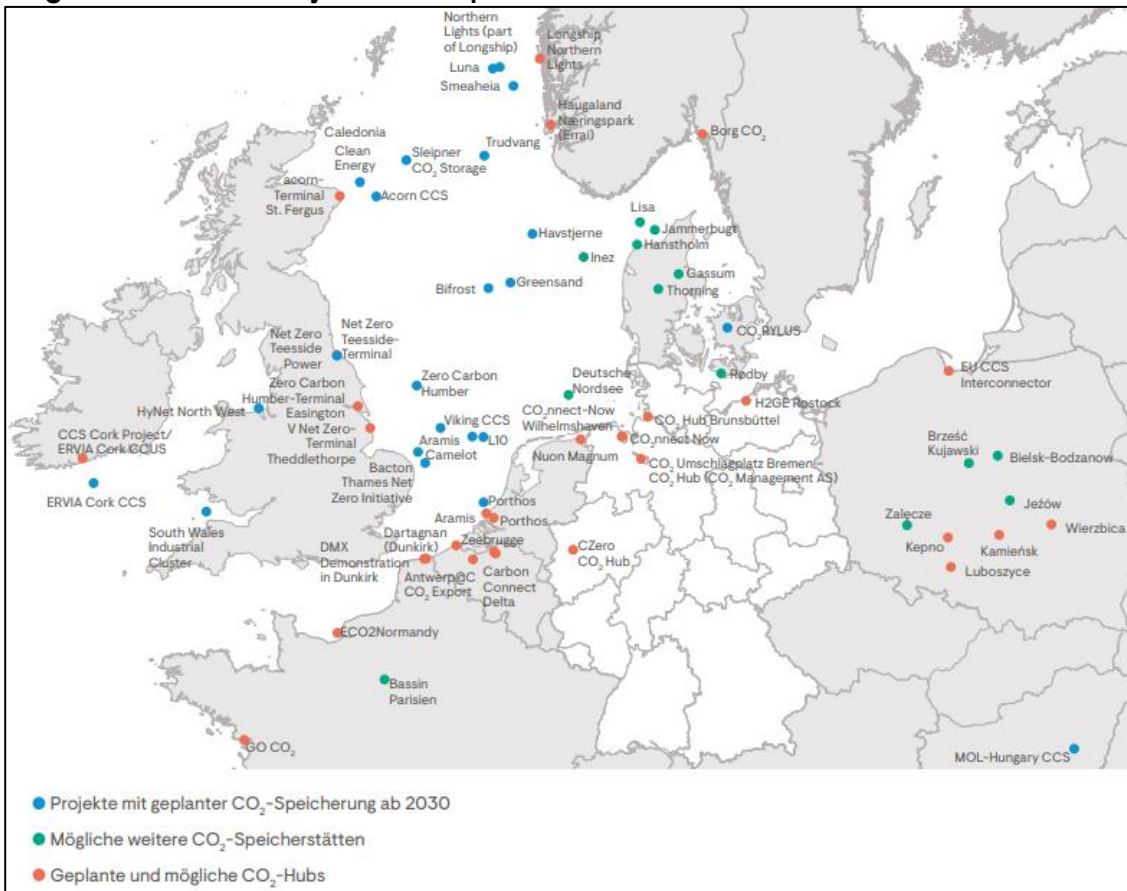 Northern
Lights (part
of Longship)
Longship
Northern
Lights
Luna
Smeaheia
Haugaland
Næringspark
(Errai)
Borg CO₂
Caledonia
Clean
Energy
Sleipner
CO₂ Storage
Trudvang
acorn-
Terminal
St. Fergus
Acorn CCS
Lisa
Jammerbugt
Hanstholm
Havstjerne
Inez
Gassum
Thorning
Greensand
Bifrost
CO₂RYLUS
Net Zero
Teesside-
Terminal
Net Zero
Teesside
Power
Rødby
EU CCS
Interconnector
Deutsche
Nordsee
Zero Carbon
Humber
Zero Carbon
Humber-Terminal
Easington
H2GE Rostock
HyNet North West
CO₂nnect-Now
Wilhelmshaven
CO₂ Hub Brunsbüttel
Viking CCS
V Net Zero-
Terminal
Theddlethorpe
L10
CO₂nnect Now
CCS Cork Project/
ERVIA Cork CCUS
Aramis
Camelot
Nuon Magnum
CO₂ Umschlagplatz Bremen –
CO₂ Hub (CO₂ Management AS)
Brześć
Kujawski
Bielsk-Bodzanow
Bacton
Thames Net
Zero Initiative
ERVIA Cork CCS
Porthos
Jeżów
Aramis
Porthos
Zalęcze
Wierzbica
South Wales
Industrial
Cluster
Dartagnan
(Dunkirk)
Zeebrugge
Kepno
Kamieńsk
DMX
Demonstration
in Dunkirk
CZero
CO₂ Hub
Luboszyce
Antwerp@C
CO₂ Export
Carbon
Connect
Delta
ECO2Normandy
Bassin
Parisien
GO CO₂
MOL-Hungary CCS
Projekte mit geplanter CO₂-Speicherung ab 2030
Mögliche weitere CO₂-Speicherstätten
Geplante und mögliche CO₂-Hubs